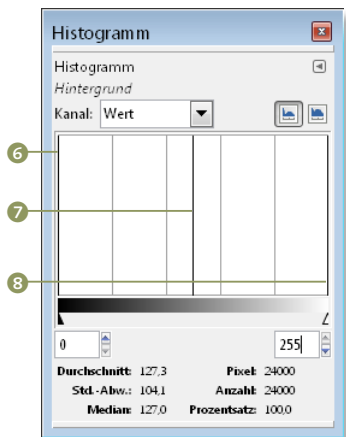 Histogramm
Histogramm
Hintergrund
Kanal: Wert
6
7
8
0 255
Durchschnitt: 127,3 Pixel: 24000
Std.-Abw.: 104,1 Anzahl: 24000
Median: 127,0 Prozentsatz: 100,0